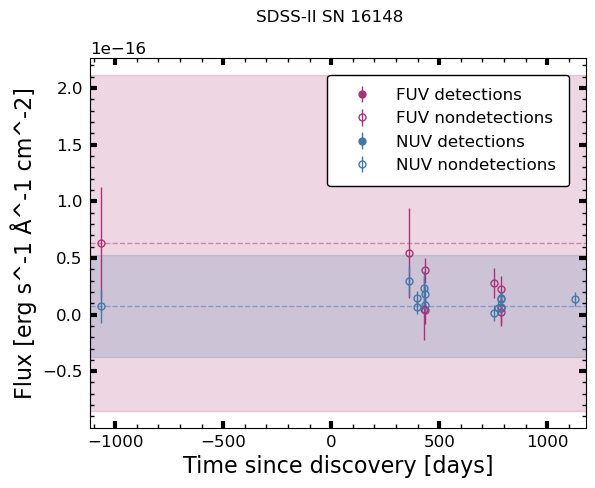 SDSS-II SN 16148
1e−16
2.0
1.5
1.0
0.5
0.0
−0.5
Flux [erg s^-1 Å^-1 cm^-2]
FUV detections
FUV nondetections
NUV detections
NUV nondetections
−1000
−500
0
500
1000
Time since discovery [days]